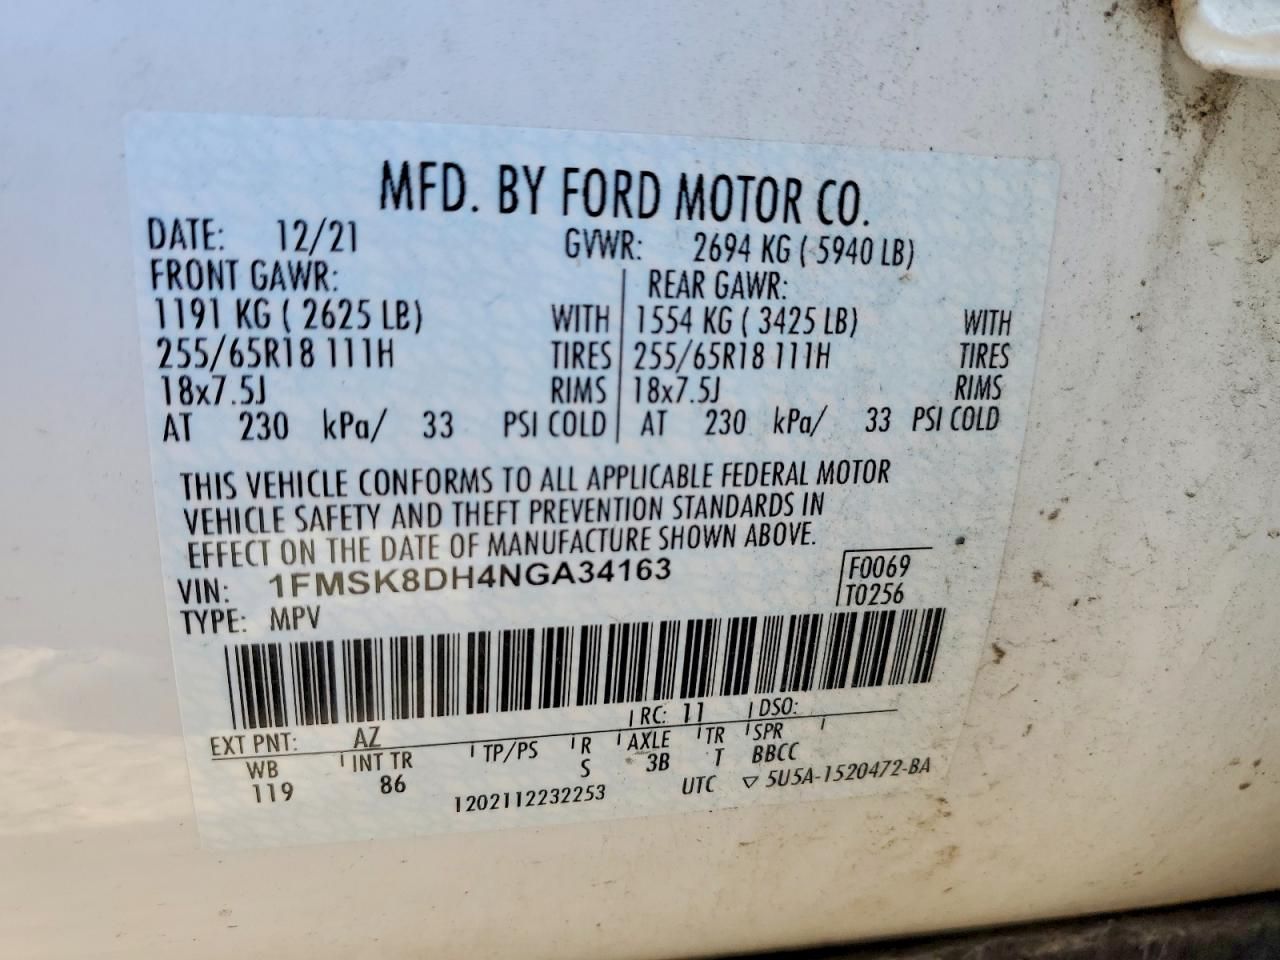 MFD. BY FORD MOTOR CO.
DATE: 12/21 GVWR: 2694 KG ( 5940 LB)
FRONT GAWR: REAR GAWR:
1191 KG ( 2625 LB) WITH 1554 KG ( 3425 LB) WITH
255/65R18 111H TIRES 255/65R18 111H TIRES
18x7.5J RIMS 18x7.5J RIMS
AT 230 kPa/ 33 PSI COLD AT 230 kPa/ 33 PSI COLD
THIS VEHICLE CONFORMS TO ALL APPLICABLE FEDERAL MOTOR
VEHICLE SAFETY AND THEFT PREVENTION STANDARDS IN
EFFECT ON THE DATE OF MANUFACTURE SHOWN ABOVE.
VIN: 1FMSK8DH4NGA34163 F0069
TYPE: MPV T0256
EXT PNT: AZ RC: 11 DSO:
WB INT TR TP/PS R AXLE TR SPR
119 86 S 3B T BBCC
1202112232253 UTC ▽ 5U5A-1520472-BA